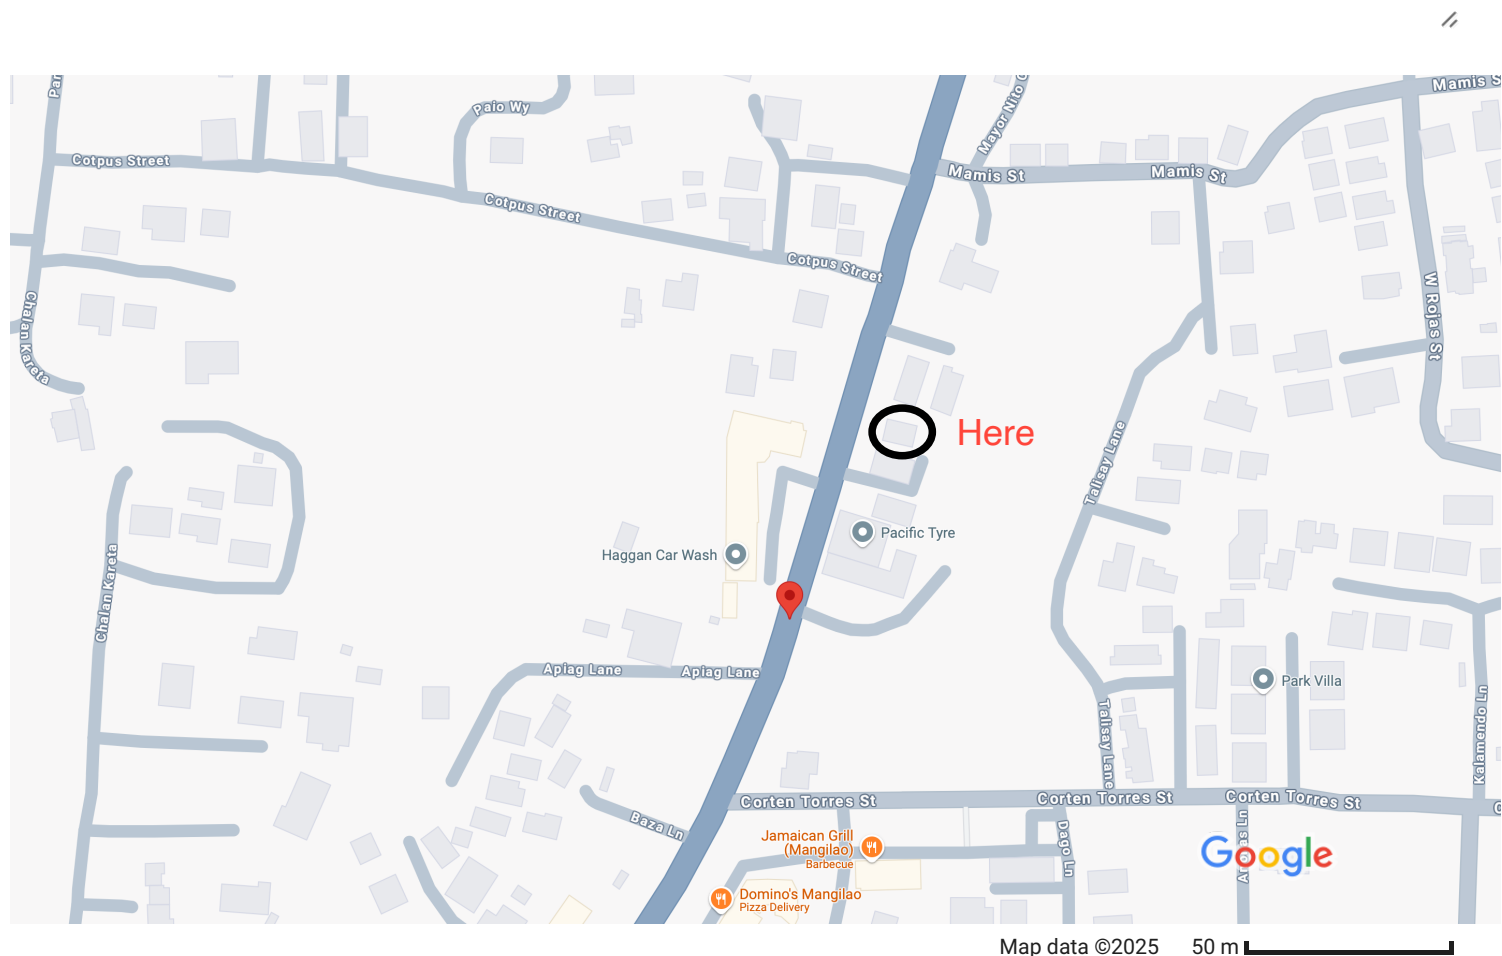 Par
Paio Wy
Mayor Nito C
Mamis S
Cotpus Street
Mamis St
Mamis St
Cotpus Street
Cotpus Street
Chalan Kareta
W Rojas St
Here
Talisay Lane
Pacific Tyre
Haggan Car Wash
Chalan Kareta
Apiag Lane
Apiag Lane
Park Villa
Talisay Lane
Kalamendo Ln
Corten Torres St
Corten Torres St
Corten Torres St
C
Baza Ln
Jamaican Grill
(Mangilao)
Barbecue
Dago Ln
Google
Domino's Mangilao
Pizza Delivery
Map data ©2025
50 m